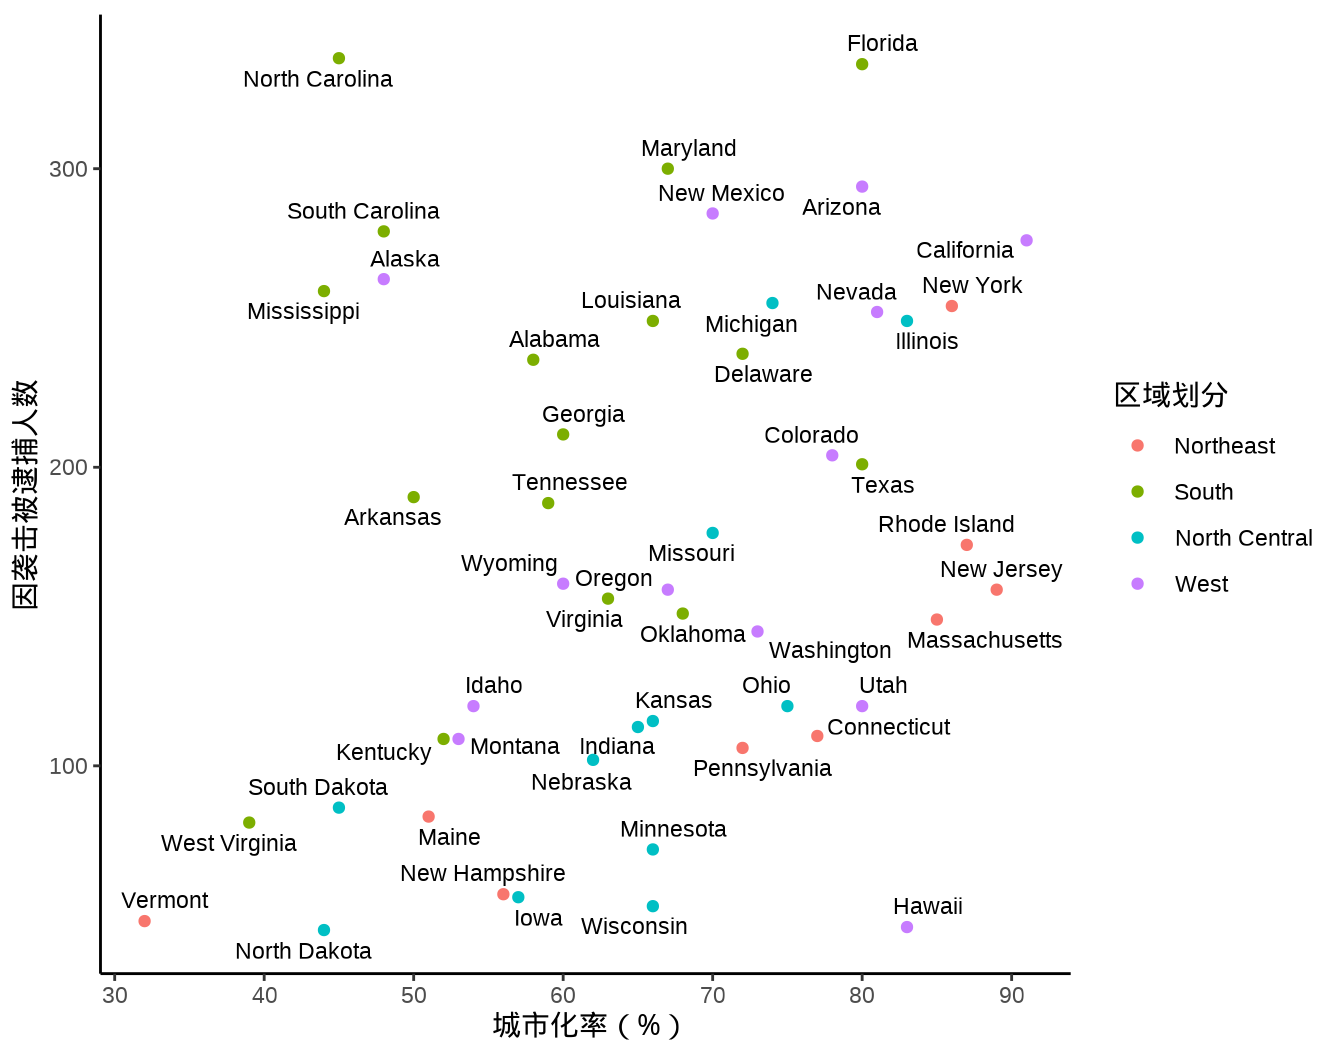 Florida
North Carolina
Maryland
300
New Mexico
Arizona
South Carolina
California
Alaska
New York
Nevada
Louisiana
Mississippi
Michigan
Illinois
Alabama
Delaware
Georgia
Colorado
200
Tennessee
Texas
Arkansas
Rhode Island
Missouri
Wyoming
New Jersey
Oregon
Virginia
Oklahoma
Massachusetts
Washington
Idaho
Ohio
Utah
Kansas
Connecticut
Kentucky
Montana
Indiana
100
Pennsylvania
Nebraska
South Dakota
Minnesota
Maine
West Virginia
New Hampshire
Vermont
Hawaii
Iowa
Wisconsin
North Dakota
30 40 50 60 70 80 90
城市化率（%）
因袭击被逮捕人数
区域划分
Northeast
South
North Central
West